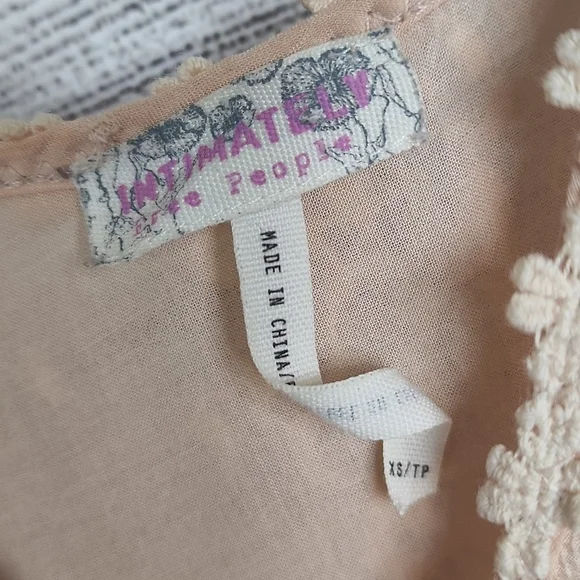 INTIMATELY
Free People
MADE IN CHINA/
XS/TP